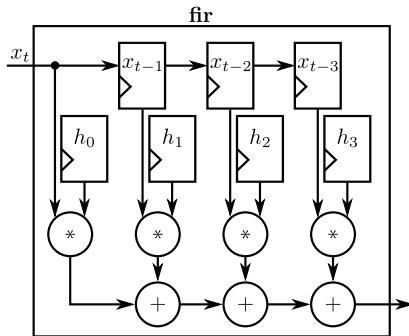 fir
x_t
x_{t−1} x_{t−2} x_{t−3}
h_0 h_1 h_2 h_3
* * * *
+ + +